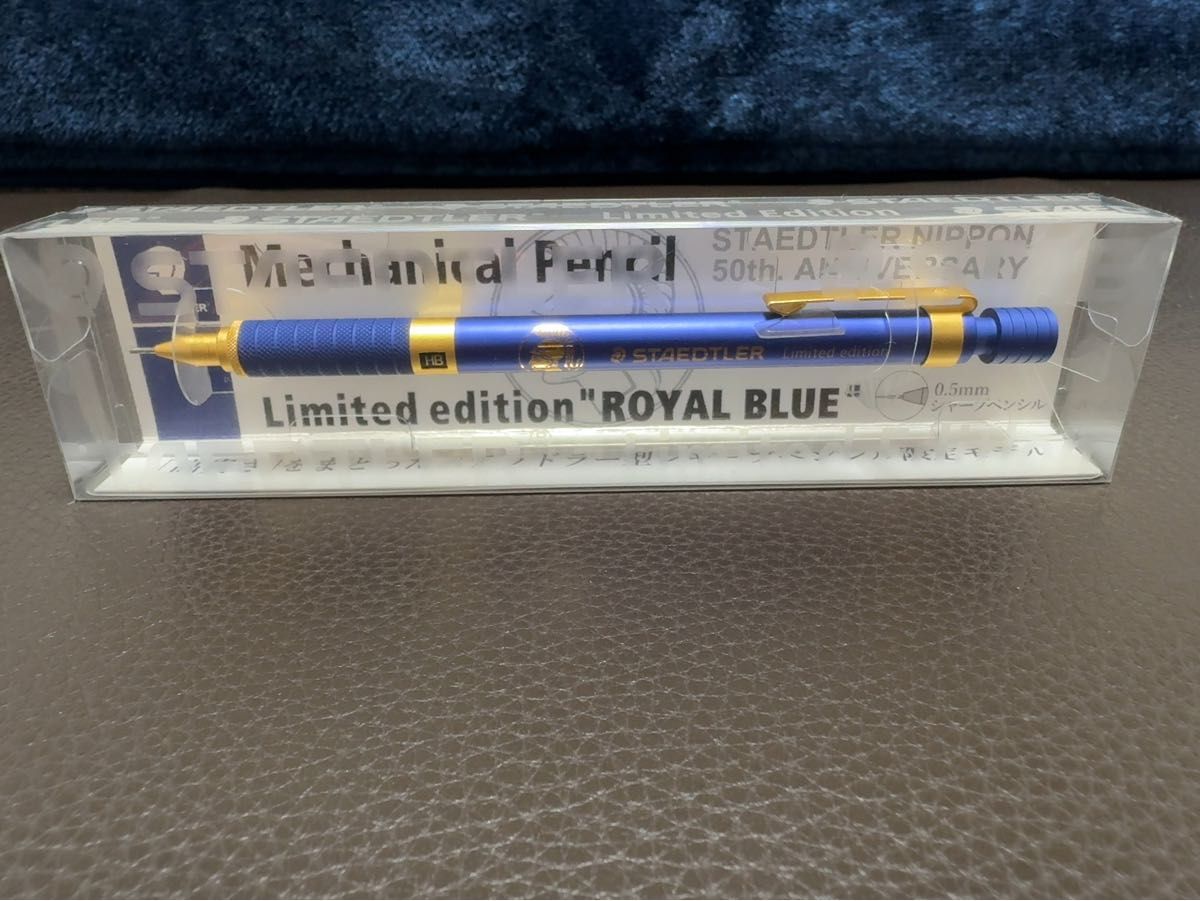 STAEDTLER Limited Edition
Mechanical Pencil
STAEDTLER NIPPON
50th. ANNIVERSARY
HB
STAEDTLER Limited edition
Limited edition "ROYAL BLUE"
0.5mm
シャープペンシル